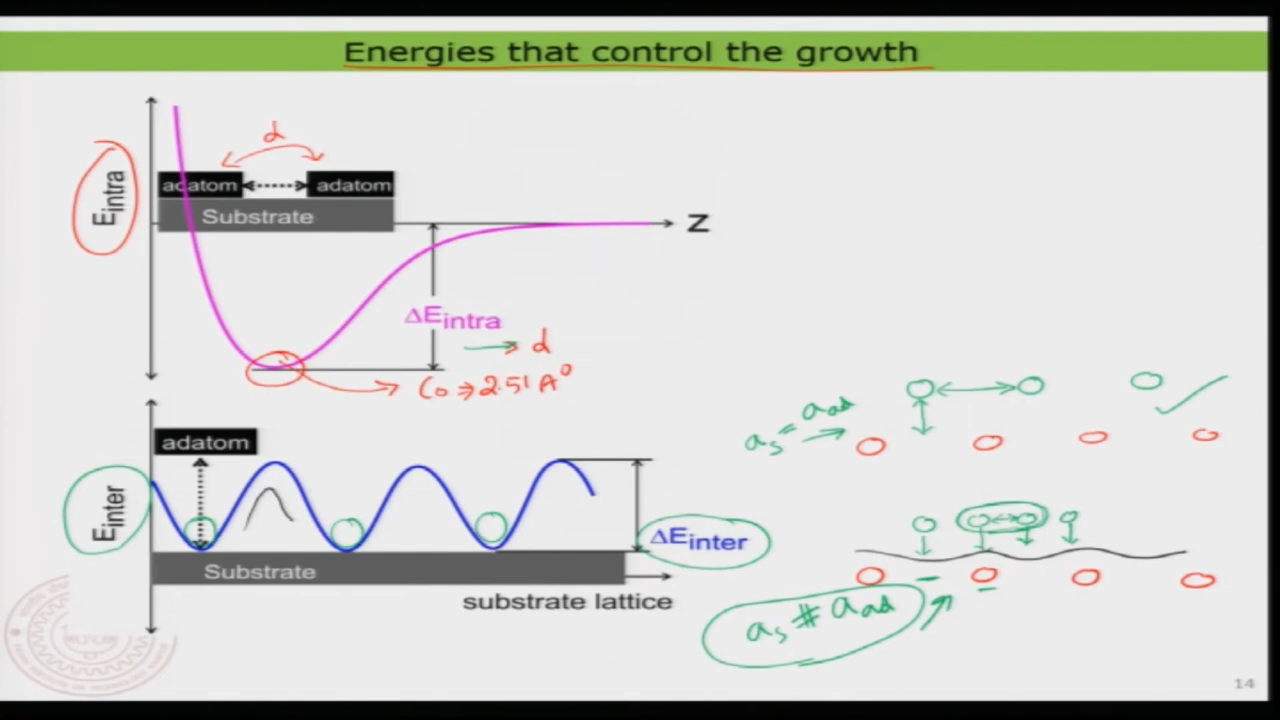 Energies that control the growth
d
Eintra
adatom adatom
Substrate
Z
ΔEintra
d
Co ⇒ 2.51 A°
as = aad
adatom
Einter
ΔEinter
Substrate
substrate lattice
as ≠ aad
14